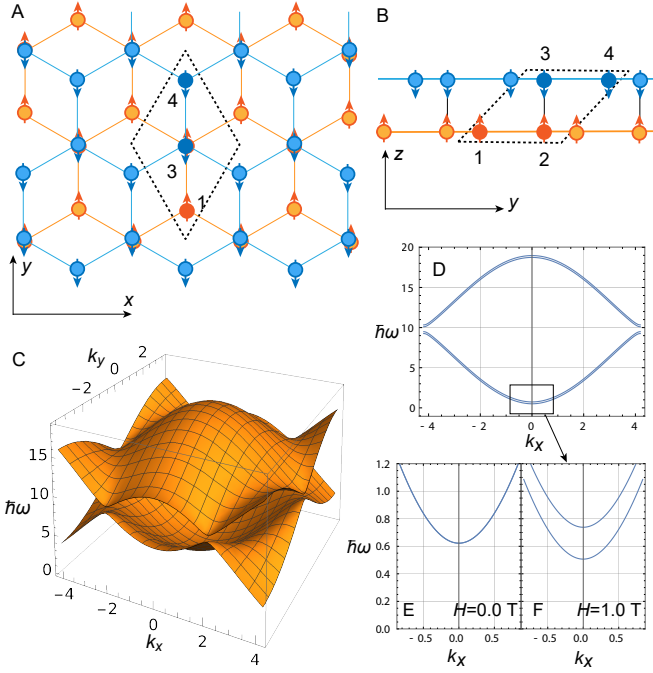 A
4
3
1
y
x
B
3 4
1 2
z
y
C
k_y
2
0
−2
15
10
5
0
ħω
-4
-2
0
2
4
k_x
D
20
15
10
5
0
ħω
- 4 - 2 0 2 4
k_x
1.2
1.0
0.8
0.6
0.4
0.2
0.0
ħω
E H=0.0 T
F H=1.0 T
- 0.5 0.0 0.5
- 0.5 0.0 0.5
k_x k_x